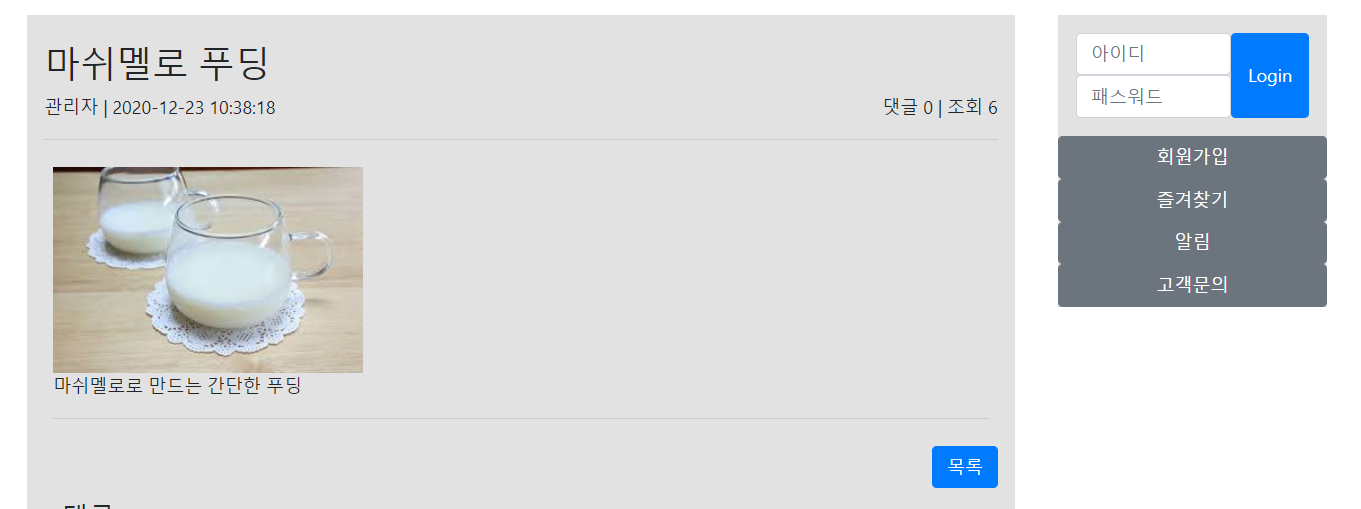 마쉬멜로 푸딩
관리자 | 2020-12-23 10:38:18
댓글 0 | 조회 6
마쉬멜로로 만드는 간단한 푸딩
목록
아이디
패스워드
Login
회원가입
즐겨찾기
알림
고객문의